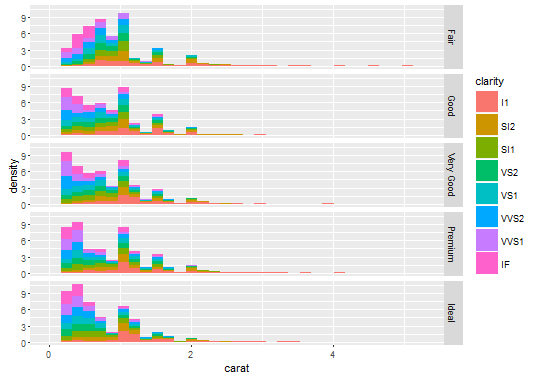 9
6
3
0
Fair
9
6
3
0
Good
9
6
3
0
Very Good
9
6
3
0
Premium
9
6
3
0
Ideal
density
0
2
4
carat
clarity
I1
SI2
SI1
VS2
VS1
VVS2
VVS1
IF